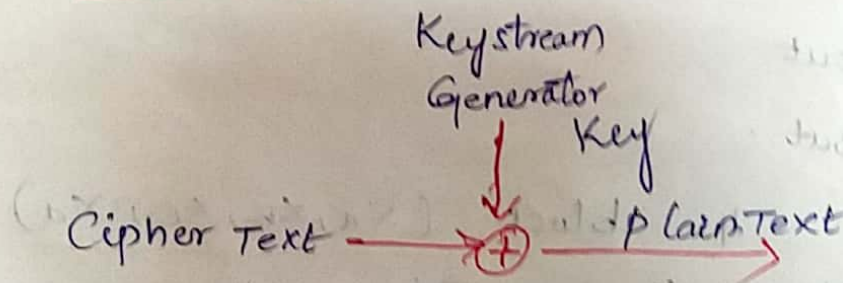 Keystream
Generator
Key
Cipher Text
+
plain Text